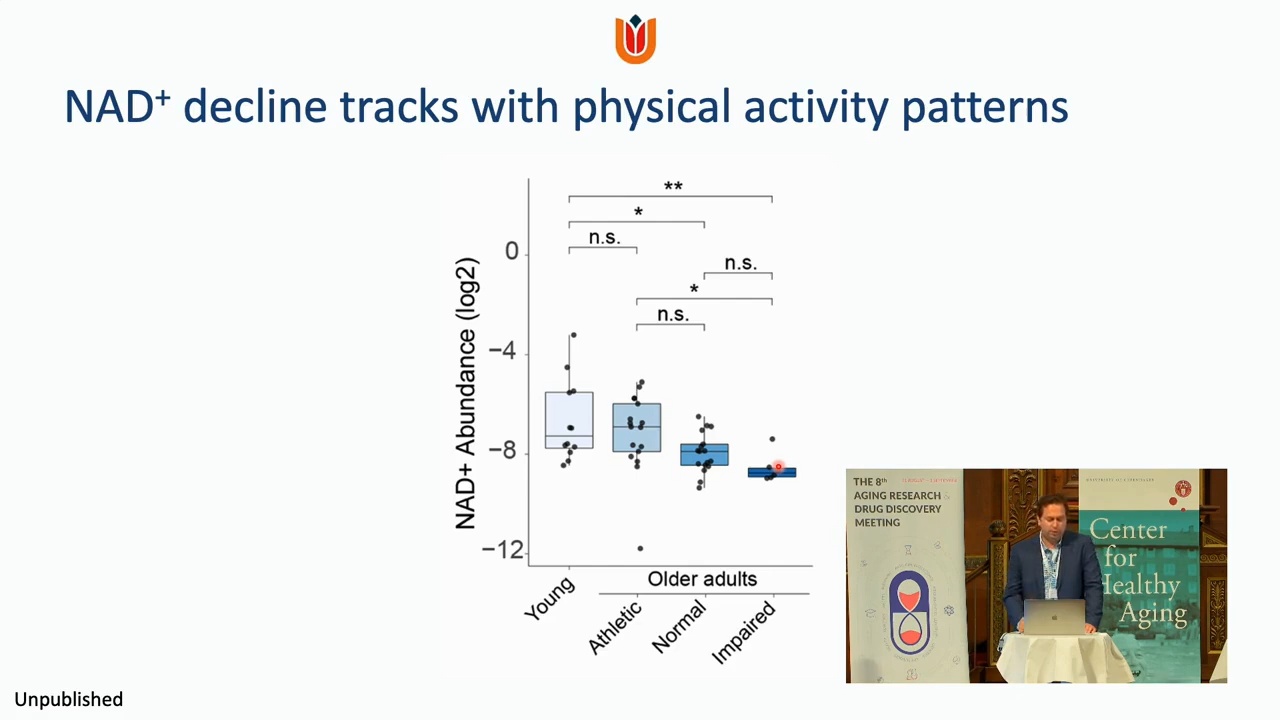 NAD⁺ decline tracks with physical activity patterns
**
*
n.s.
n.s.
*
n.s.
NAD+ Abundance (log2)
0
−4
−8
−12
Older adults
Young
Athletic
Normal
Impaired
THE 8th
AGING RESEARCH &
DRUG DISCOVERY
MEETING
Center
for
Healthy
Aging
Unpublished